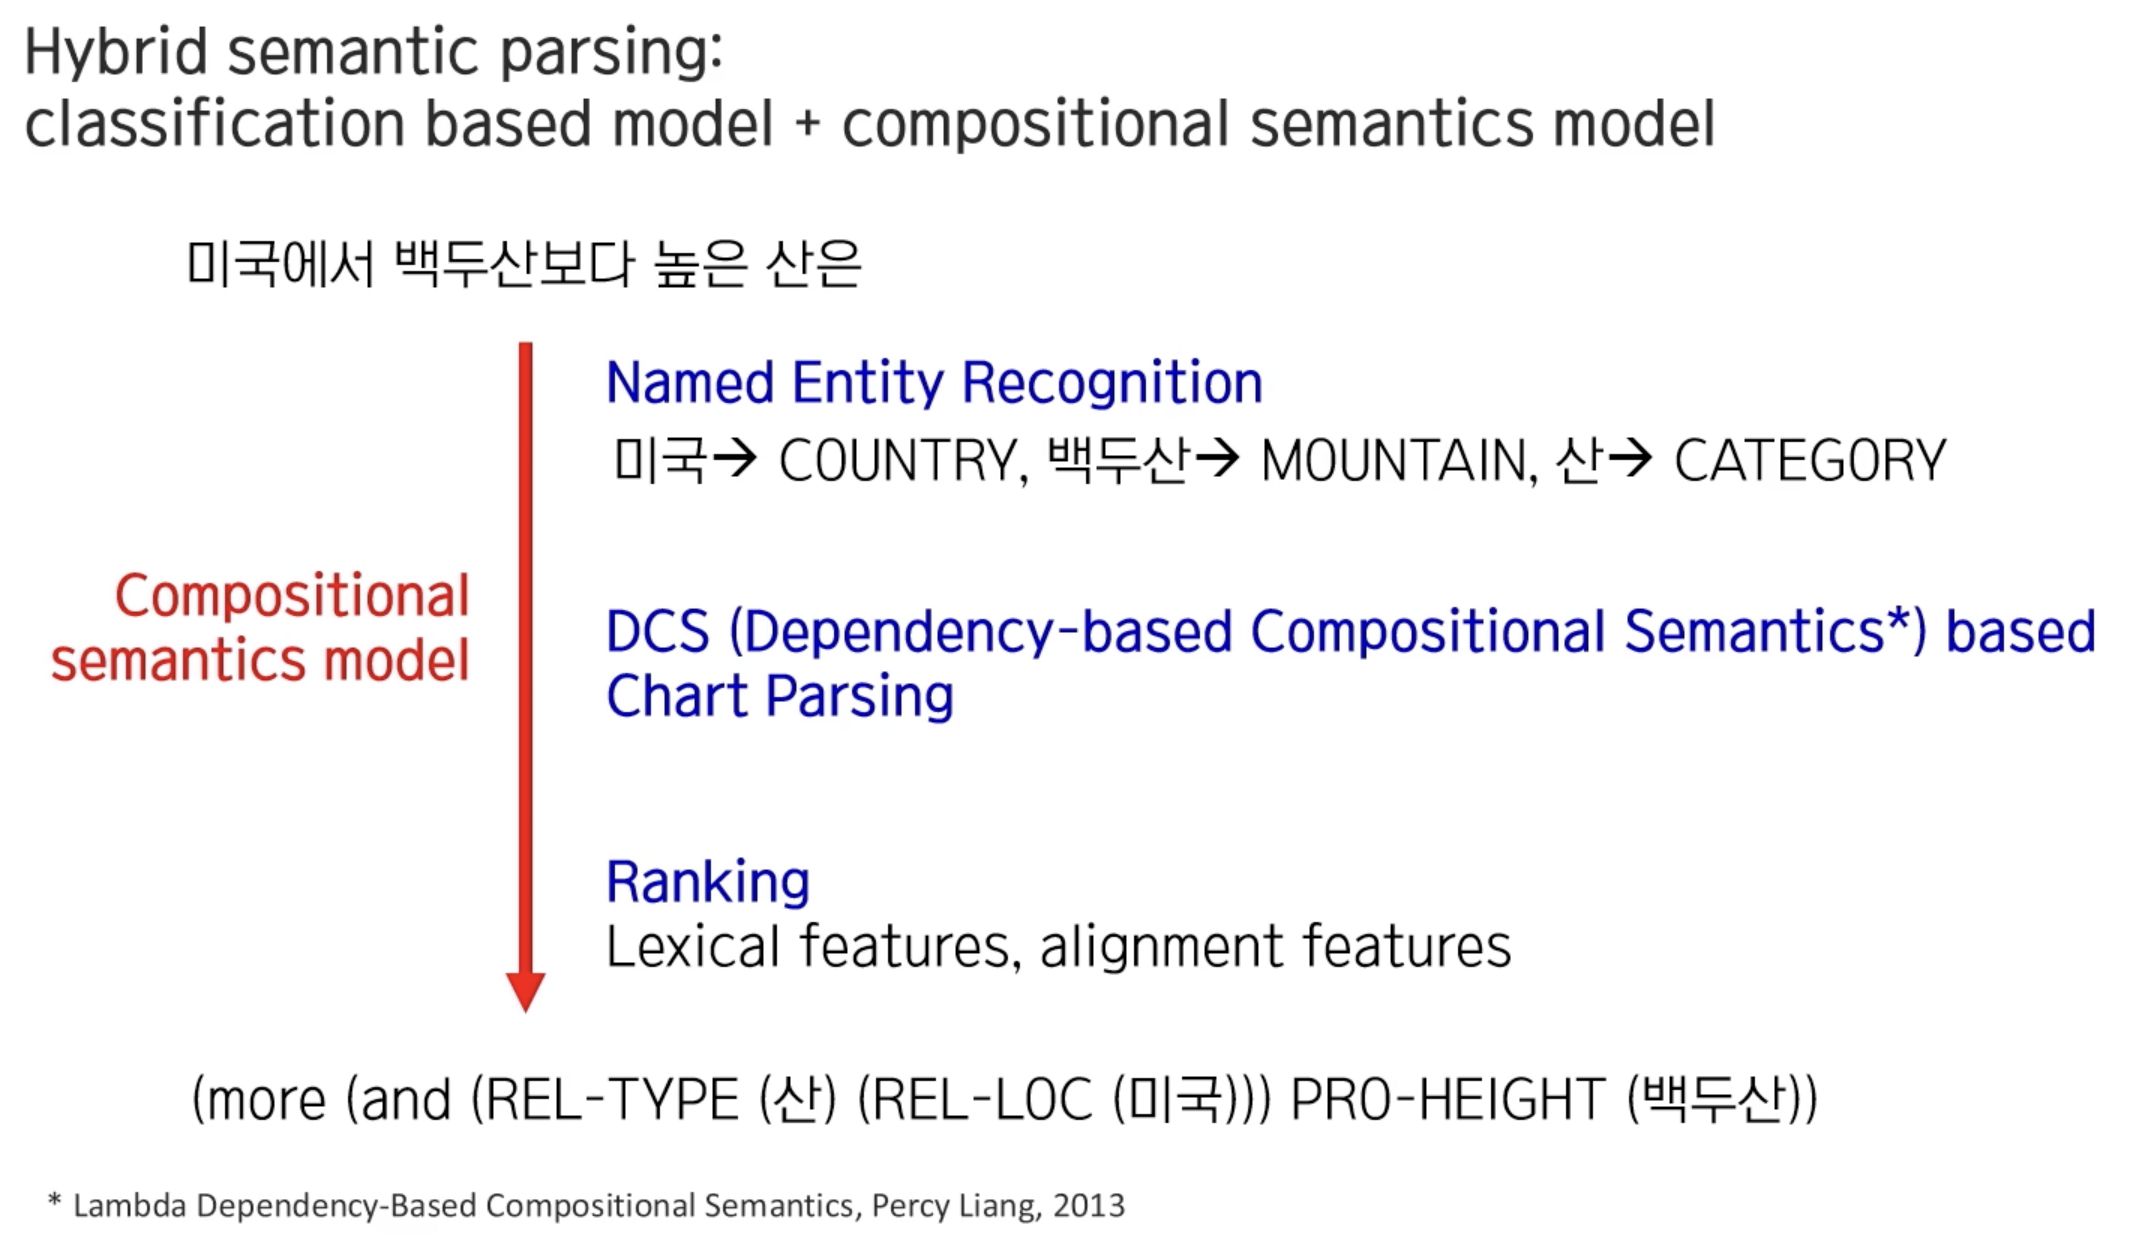 Hybrid semantic parsing:
classification based model + compositional semantics model
미국에서 백두산보다 높은 산은
Named Entity Recognition
미국→ COUNTRY, 백두산→ MOUNTAIN, 산→ CATEGORY
Compositional
semantics model
DCS (Dependency-based Compositional Semantics*) based
Chart Parsing
Ranking
Lexical features, alignment features
(more (and (REL-TYPE (산) (REL-LOC (미국))) PRO-HEIGHT (백두산))
* Lambda Dependency-Based Compositional Semantics, Percy Liang, 2013